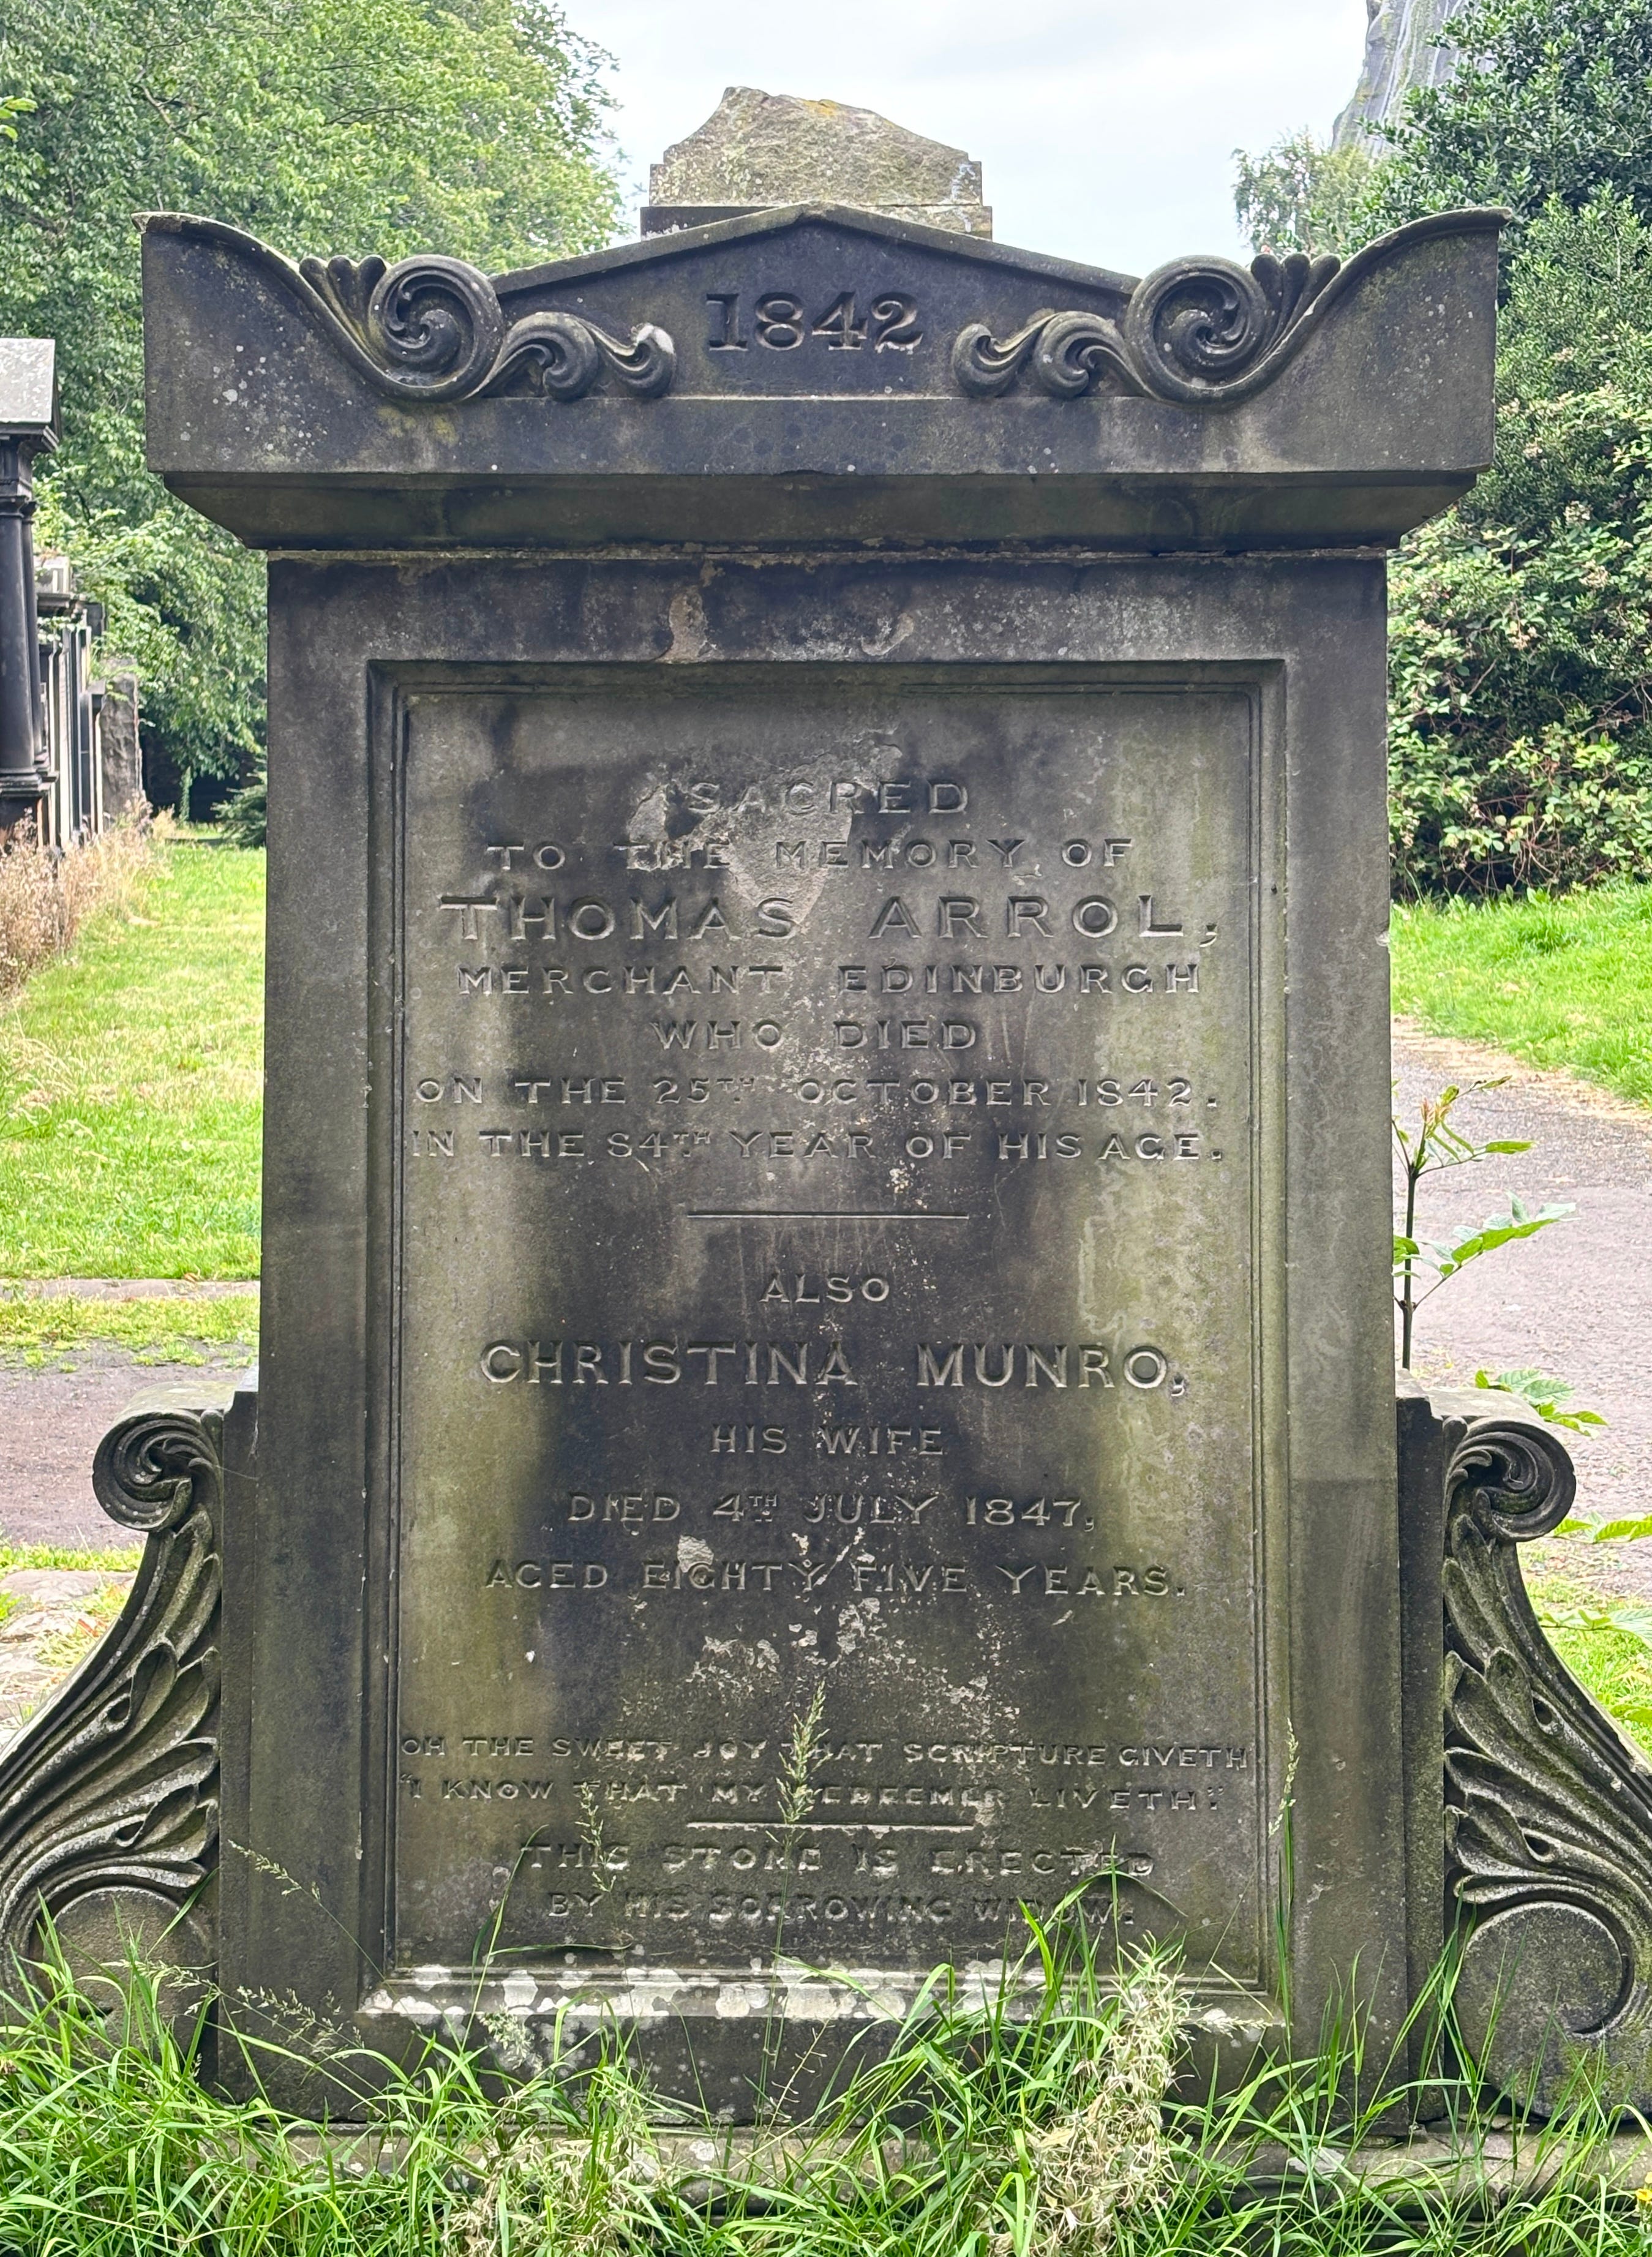 1842
SACRED
TO THE MEMORY OF
THOMAS ARROL,
MERCHANT EDINBURGH
WHO DIED
ON THE 25TH OCTOBER 1842.
IN THE 84TH YEAR OF HIS AGE.
ALSO
CHRISTINA MUNRO,
HIS WIFE
DIED 4TH JULY 1847,
AGED EIGHTY FIVE YEARS.
OH THE SWEET JOY THAT SCRIPTURE GIVETH
"I KNOW THAT MY REDEEMER LIVETH."
THIS STONE IS ERECTED
BY HIS SORROWING WIDOW.